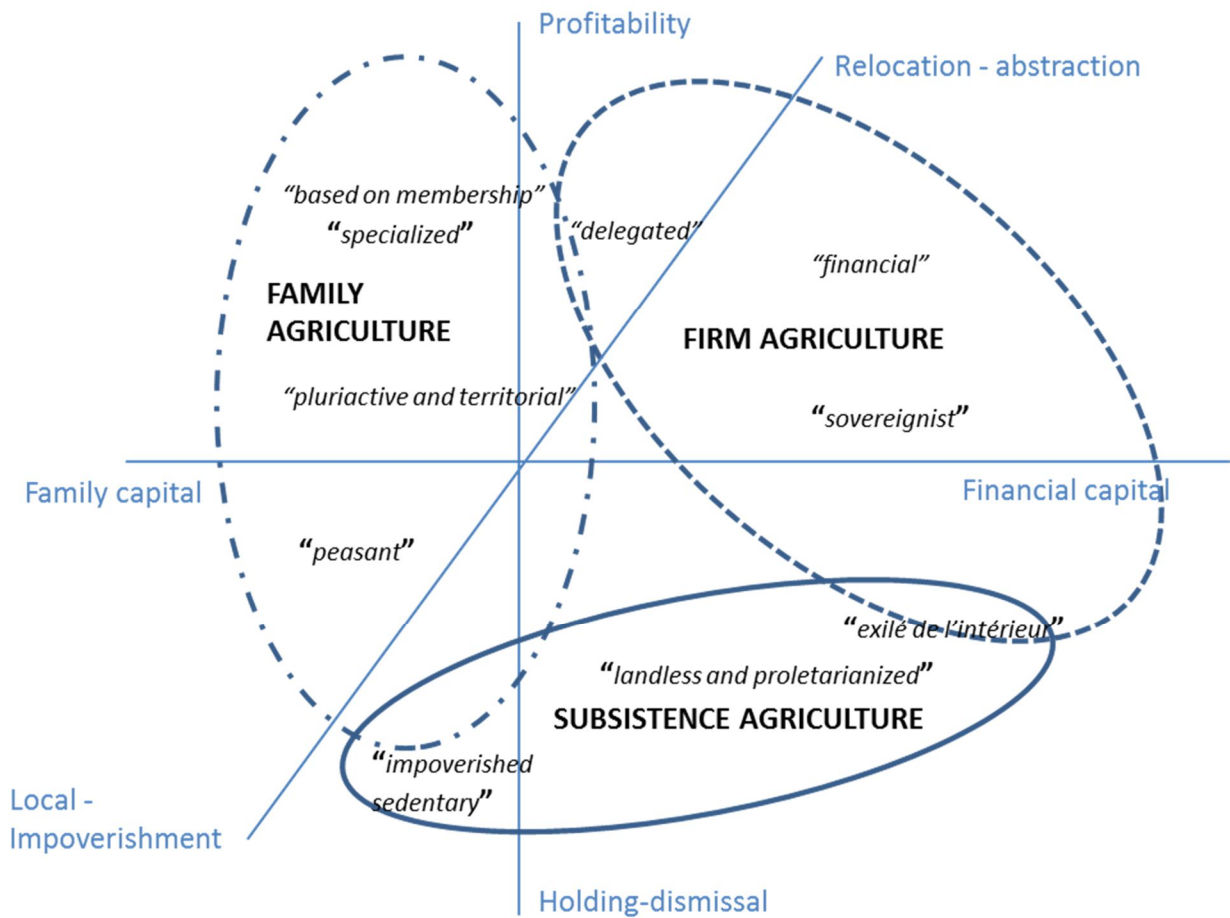 Profitability
Relocation - abstraction
“based on membership”
“specialized”
“delegated”
“financial”
FAMILY
AGRICULTURE
FIRM AGRICULTURE
“pluriactive and territorial”
“sovereignist”
Family capital
Financial capital
“peasant”
“exilé de l’intérieur”
“landless and proletarianized”
SUBSISTENCE AGRICULTURE
“impoverished
sedentary”
Local -
Impoverishment
Holding-dismissal